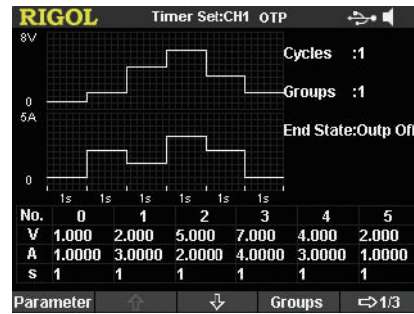 RIGOL Timer Set:CH1 OTP
8V
Cycles :1
0
Groups :1
5A
End State:Outp Off
0
1s 1s 1s 1s 1s
No. 0 1 2 3 4 5
V 1.000 2.000 5.000 7.000 4.000 2.000
A 1.0000 3.0000 2.0000 4.0000 3.0000 1.0000
s 1 1 1 1 1 1
Parameter ⇧ ⇩ Groups ⇨1/3